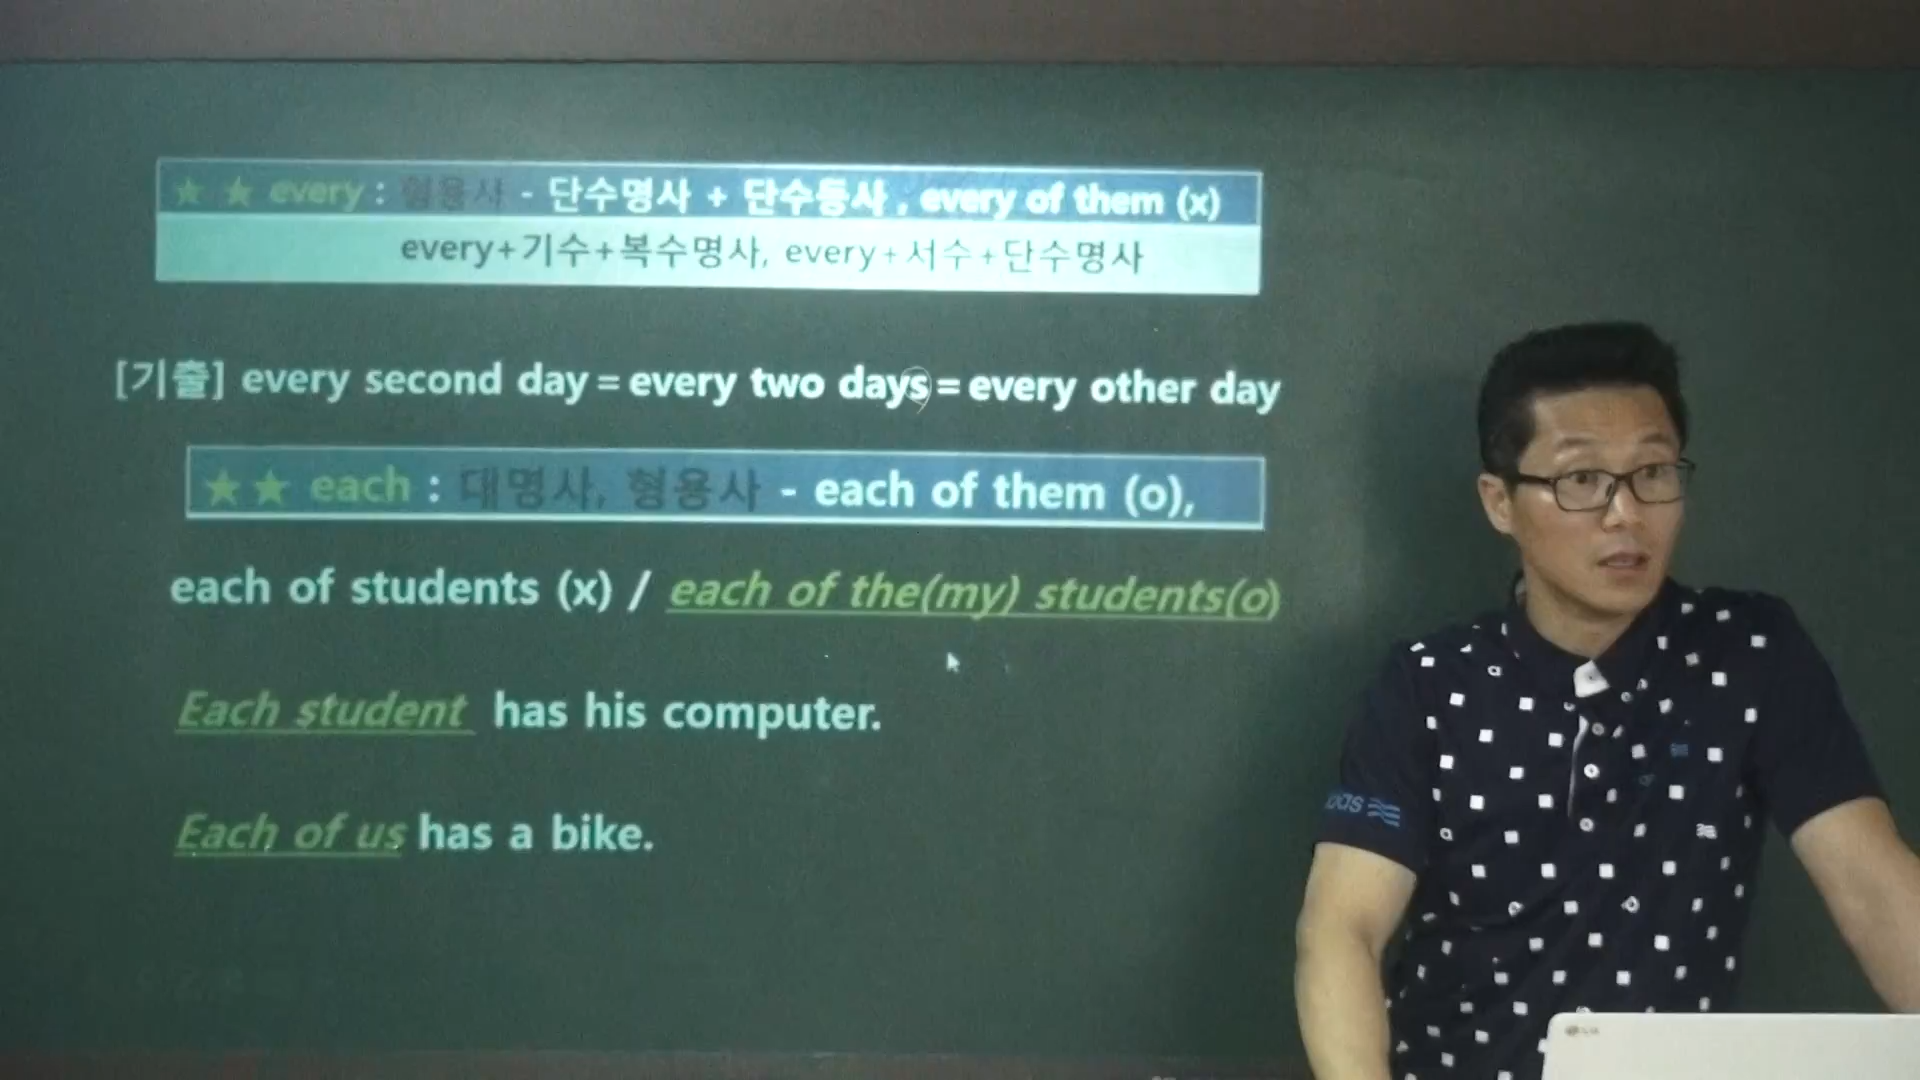 ★ ★ every : 형용사 - 단수명사 + 단수동사 , every of them (x)
every+기수+복수명사, every+서수+단수명사
[기출] every second day = every two days = every other day
★★ each : 대명사, 형용사 - each of them (o),
each of students (x) / each of the(my) students(o)
Each student has his computer.
Each of us has a bike.
LG